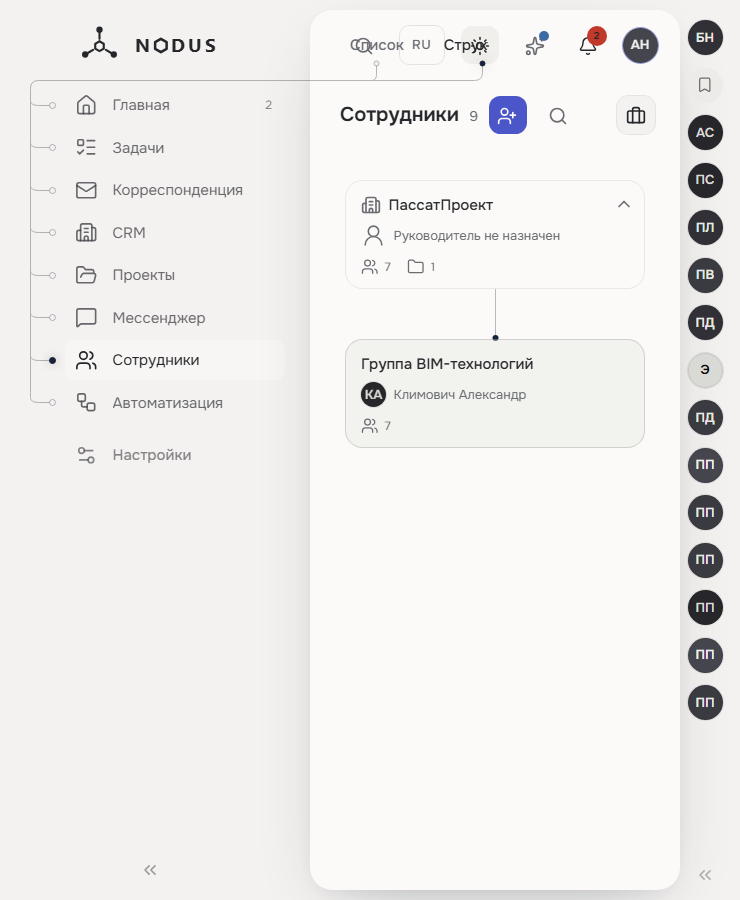 NODUS
Список
RU
Струк
2
АН
Главная 2
Задачи
Корреспонденция
CRM
Проекты
Мессенджер
Сотрудники
Автоматизация
Настройки
Сотрудники 9
ПассатПроект
Руководитель не назначен
7 1
Группа BIM-технологий
КА Климович Александр
7
БН
АС
ПС
ПЛ
ПВ
ПД
Э
ПД
ПП
ПП
ПП
ПП
ПП
ПП